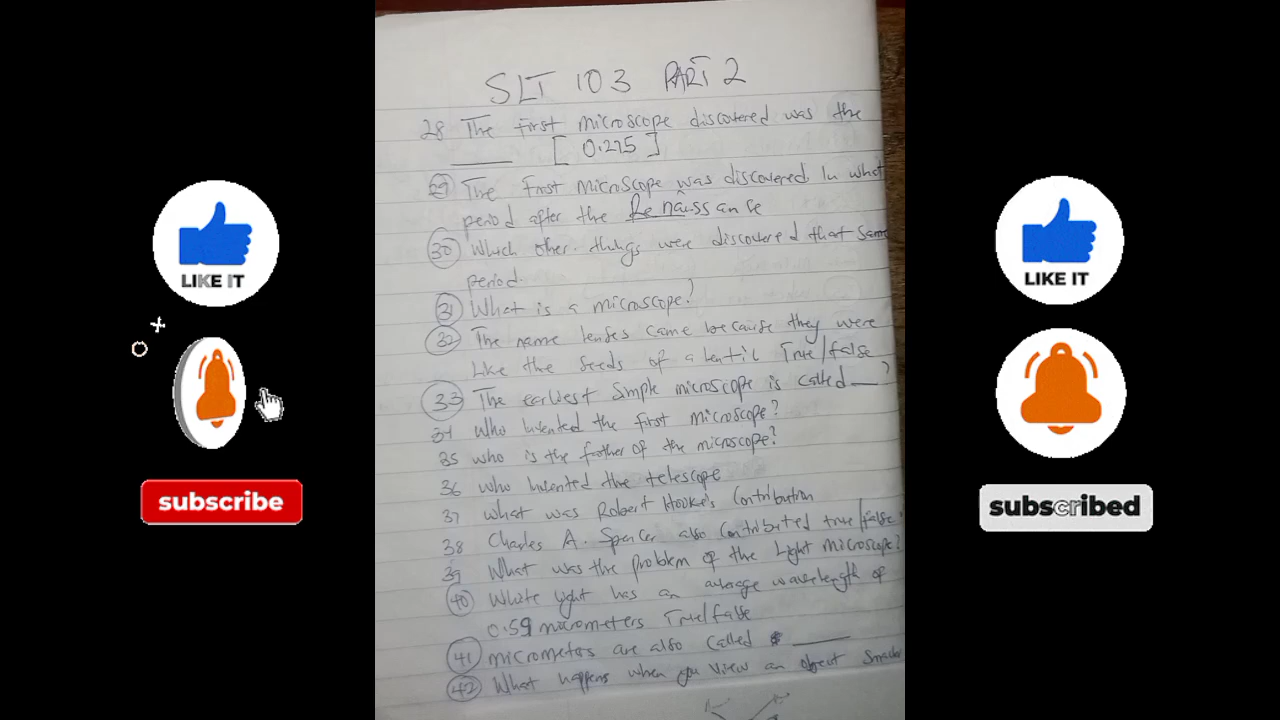 SLT 103 PART 2
28 The first microscope discovered was the
____ [ 0.275 ]
29 The First Microscope was discovered In what
period after the Renaussanse
30 Which other things were discovered that same
period.
31 What is a microscope?
32 The name lenses came because they were
Like the Seeds of a lentil True/false
33 The earliest Simple microscope is called ___?
34 Who Invented the first microscope?
35 who is the father of the microscope?
36 who Invented the telescope
37 What was Robert Hooke's Contribution
38 Charles A. Spencer also Contributed true/false?
39 What was the problem of the Light Microscope?
40 White light has an average wavelength of
0.59 micrometers True/false
41 micrometers are also called ____
42 What happens when you view an object Smaller
LIKE IT
subscribe
LIKE IT
subscribed